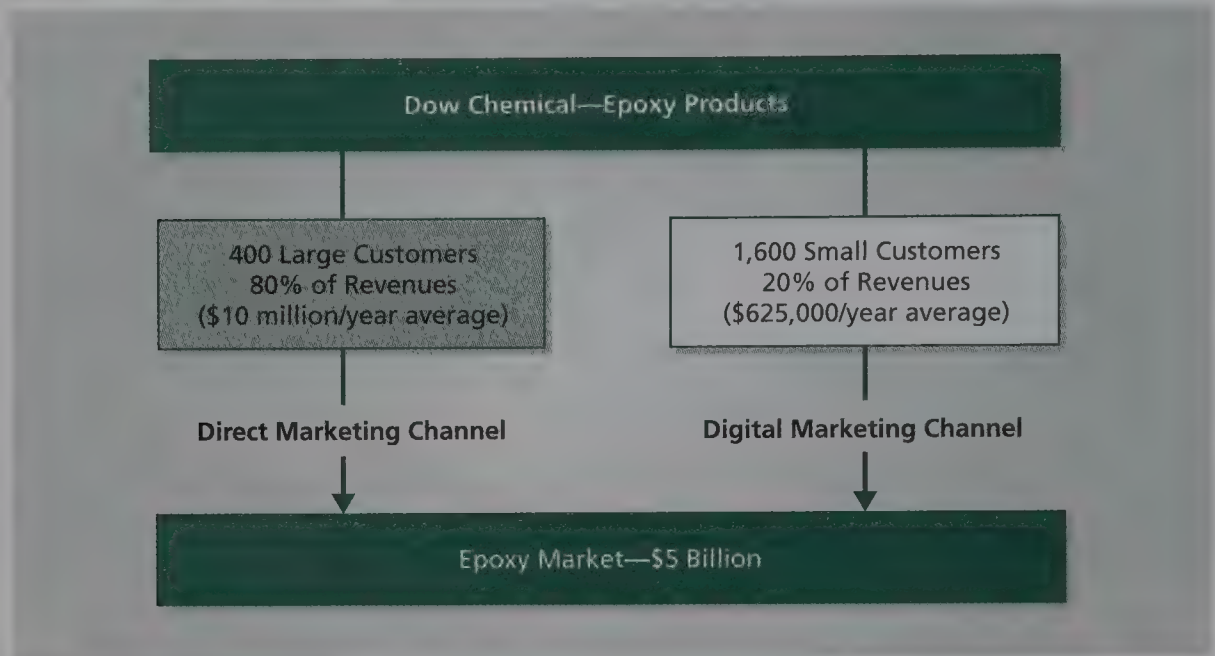 Dow Chemical—Epoxy Products
400 Large Customers
80% of Revenues
($10 million/year average)
1,600 Small Customers
20% of Revenues
($625,000/year average)
Direct Marketing Channel
Digital Marketing Channel
Epoxy Market—$5 Billion